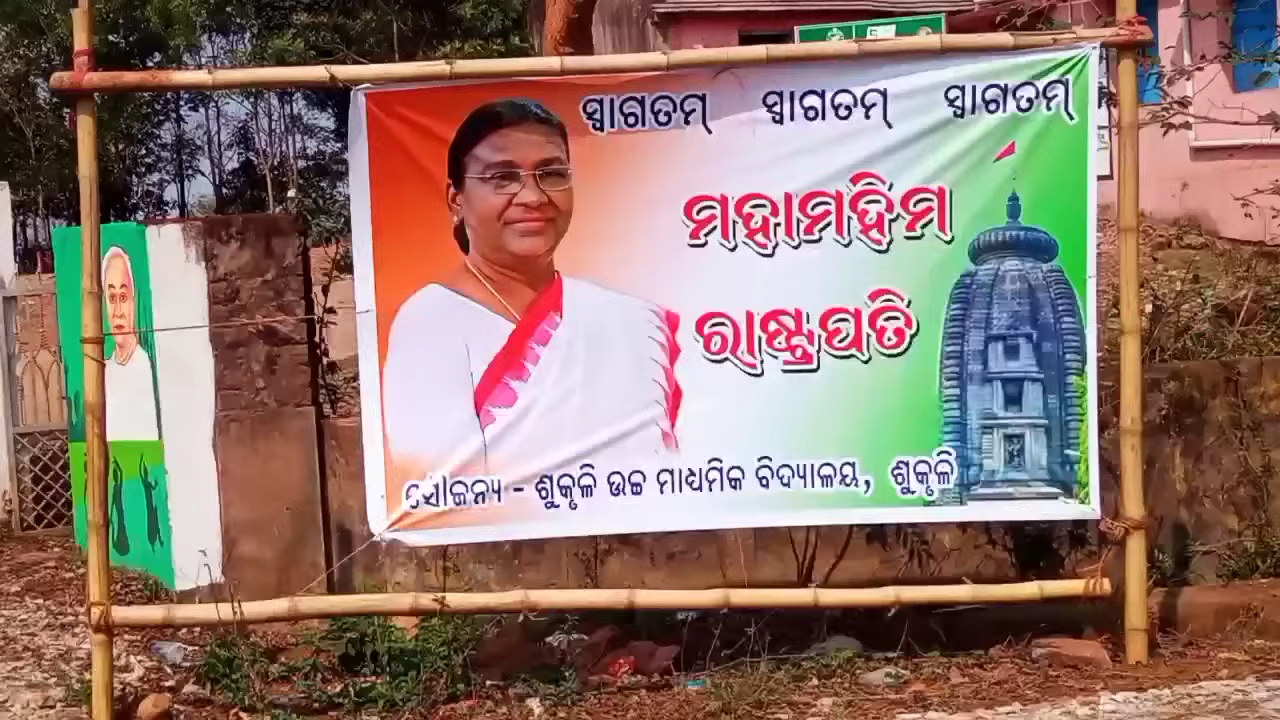 ସ୍ୱାଗତମ୍ ସ୍ୱାଗତମ୍ ସ୍ୱାଗତମ୍
ମହାମହିମ
ରାଷ୍ଟ୍ରପତି
ସୌଜନ୍ୟ - ଶୁକୃଳି ଉଚ୍ଚ ମାଧ୍ୟମିକ ବିଦ୍ୟାଳୟ, ଶୁକୃଳି